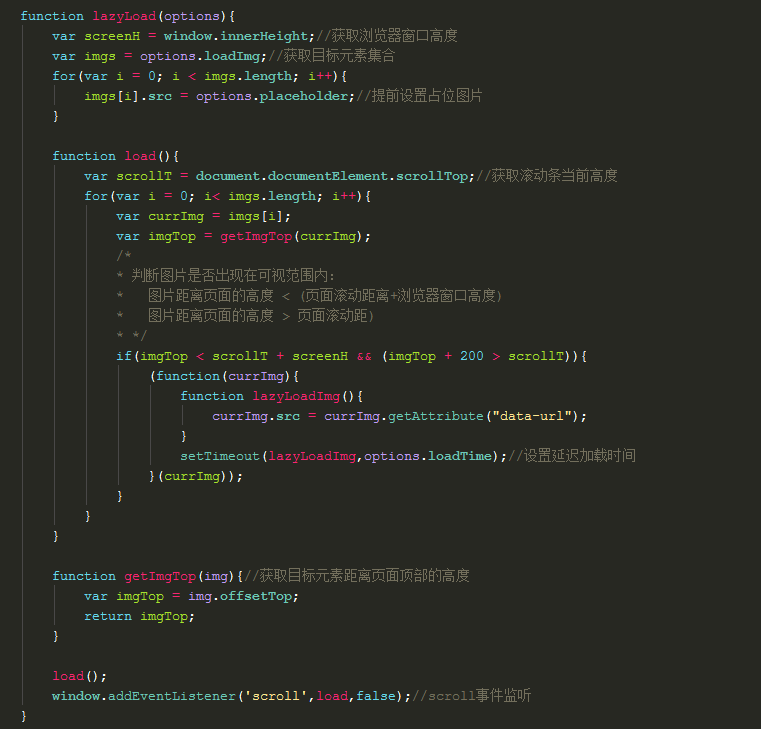 function lazyLoad(options){
var screenH = window.innerHeight;//获取浏览器窗口高度
var imgs = options.loadImg;//获取目标元素集合
for(var i = 0; i < imgs.length; i++){
imgs[i].src = options.placeholder;//提前设置占位图片
}
function load(){
var scrollT = document.documentElement.scrollTop;//获取滚动条当前高度
for(var i = 0; i< imgs.length; i++){
var currImg = imgs[i];
var imgTop = getImgTop(currImg);
/*
* 判断图片是否出现在可视范围内:
*   图片距离页面的高度 < (页面滚动距离+浏览器窗口高度)
*   图片距离页面的高度 > 页面滚动距)
* */
if(imgTop < scrollT + screenH && (imgTop + 200 > scrollT)){
(function(currImg){
function lazyLoadImg(){
currImg.src = currImg.getAttribute("data-url");
}
setTimeout(lazyLoadImg,options.loadTime);//设置延迟加载时间
}(currImg));
}
}
}
function getImgTop(img){//获取目标元素距离页面顶部的高度
var imgTop = img.offsetTop;
return imgTop;
}
load();
window.addEventListener('scroll',load,false);//scroll事件监听
}